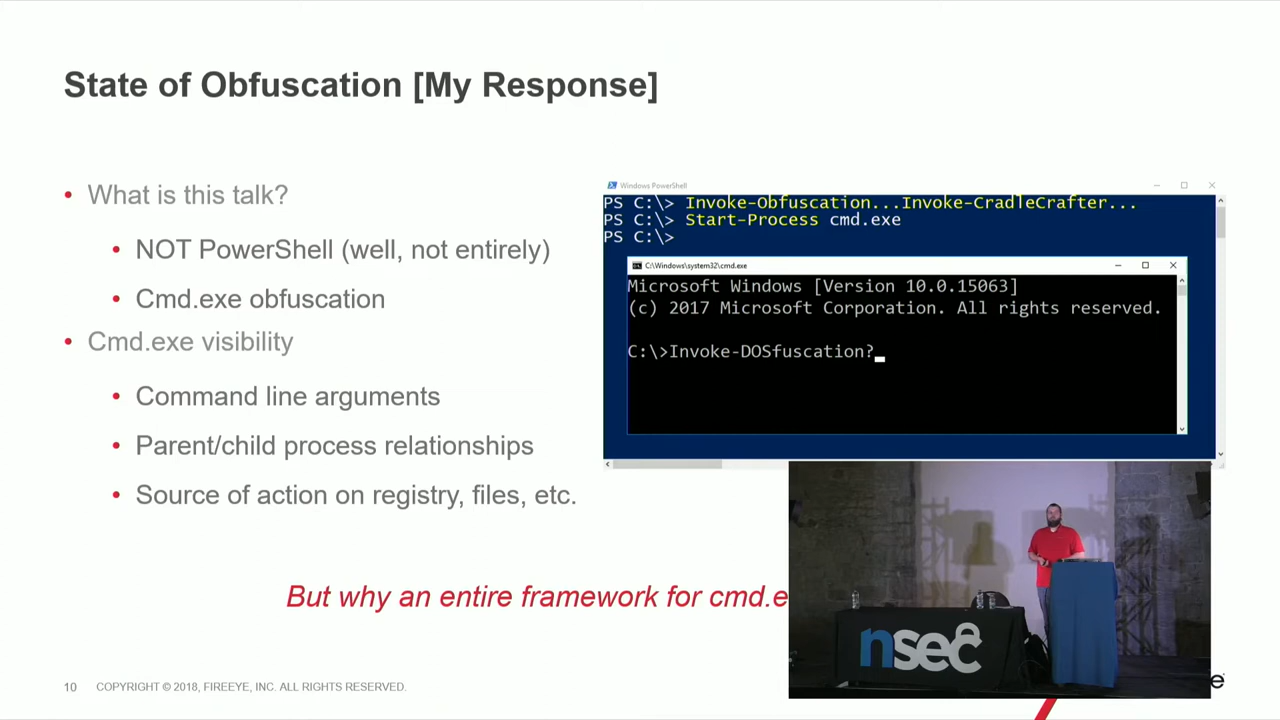 State of Obfuscation [My Response]
• What is this talk?
• NOT PowerShell (well, not entirely)
• Cmd.exe obfuscation
• Cmd.exe visibility
• Command line arguments
• Parent/child process relationships
• Source of action on registry, files, etc.
Windows PowerShell
PS C:\> Invoke-Obfuscation...Invoke-CradleCrafter...
PS C:\> Start-Process cmd.exe
PS C:\>
C:\Windows\system32\cmd.exe
Microsoft Windows [Version 10.0.15063]
(c) 2017 Microsoft Corporation. All rights reserved.
C:\>Invoke-DOSfuscation?_
But why an entire framework for cmd.e
nsec
10 COPYRIGHT © 2018, FIREEYE, INC. ALL RIGHTS RESERVED.
e